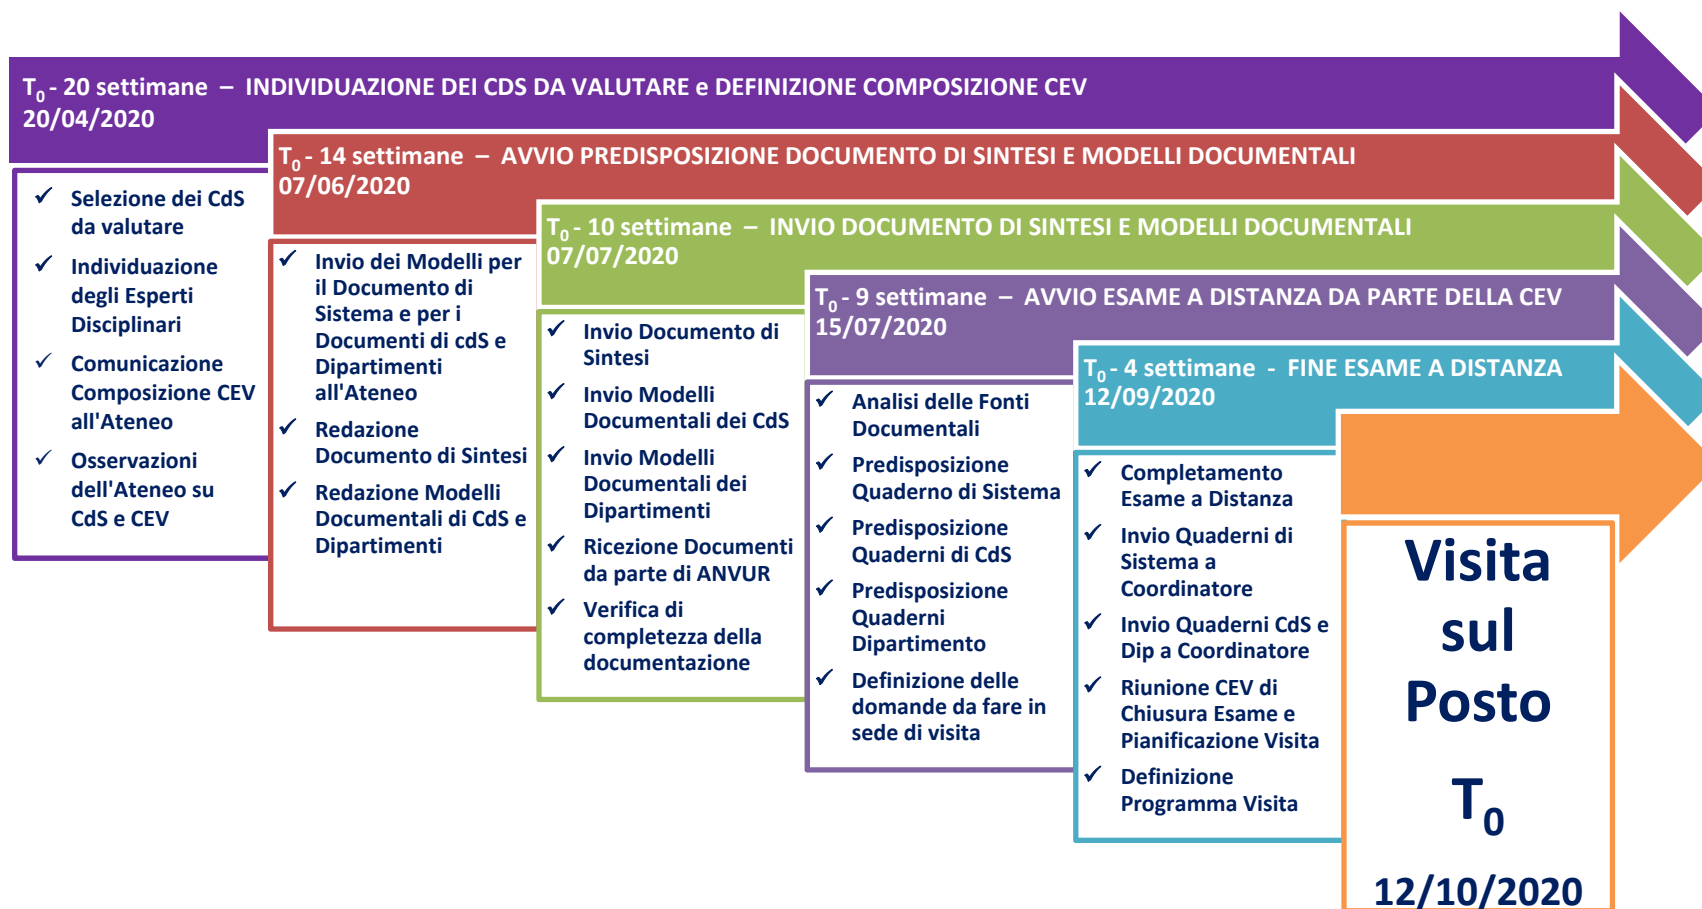 T0 - 20 settimane – INDIVIDUAZIONE DEI CDS DA VALUTARE e DEFINIZIONE COMPOSIZIONE CEV
20/04/2020
✓ Selezione dei CdS
da valutare
✓ Individuazione
degli Esperti
Disciplinari
✓ Comunicazione
Composizione CEV
all'Ateneo
✓ Osservazioni
dell'Ateneo su
CdS e CEV
T0 - 14 settimane – AVVIO PREDISPOSIZIONE DOCUMENTO DI SINTESI E MODELLI DOCUMENTALI
07/06/2020
✓ Invio dei Modelli per
il Documento di
Sistema e per i
Documenti di cdS e
Dipartimenti
all'Ateneo
✓ Redazione
Documento di Sintesi
✓ Redazione Modelli
Documentali di CdS e
Dipartimenti
T0 - 10 settimane – INVIO DOCUMENTO DI SINTESI E MODELLI DOCUMENTALI
07/07/2020
✓ Invio Documento di
Sintesi
✓ Invio Modelli
Documentali dei CdS
✓ Invio Modelli
Documentali dei
Dipartimenti
✓ Ricezione Documenti
da parte di ANVUR
✓ Verifica di
completezza della
documentazione
T0 - 9 settimane – AVVIO ESAME A DISTANZA DA PARTE DELLA CEV
15/07/2020
✓ Analisi delle Fonti
Documentali
✓ Predisposizione
Quaderno di Sistema
✓ Predisposizione
Quaderni di CdS
✓ Predisposizione
Quaderni
Dipartimento
✓ Definizione delle
domande da fare in
sede di visita
T0 - 4 settimane - FINE ESAME A DISTANZA
12/09/2020
✓ Completamento
Esame a Distanza
✓ Invio Quaderni di
Sistema a
Coordinatore
✓ Invio Quaderni CdS e
Dip a Coordinatore
✓ Riunione CEV di
Chiusura Esame e
Pianificazione Visita
✓ Definizione
Programma Visita
Visita
sul
Posto
T0
12/10/2020